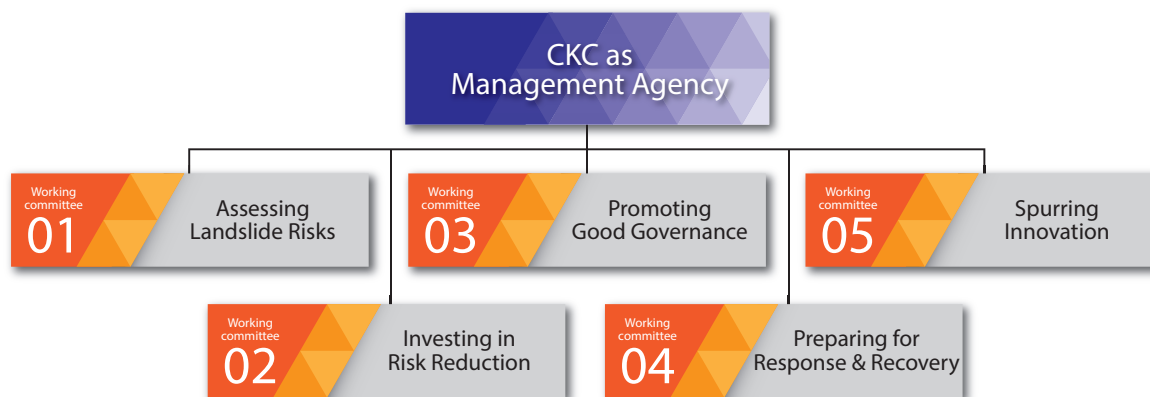 CKC as
Management Agency
Working
committee
01
Assessing
Landslide Risks
Working
committee
03
Promoting
Good Governance
Working
committee
05
Spurring
Innovation
Working
committee
02
Investing in
Risk Reduction
Working
committee
04
Preparing for
Response & Recovery